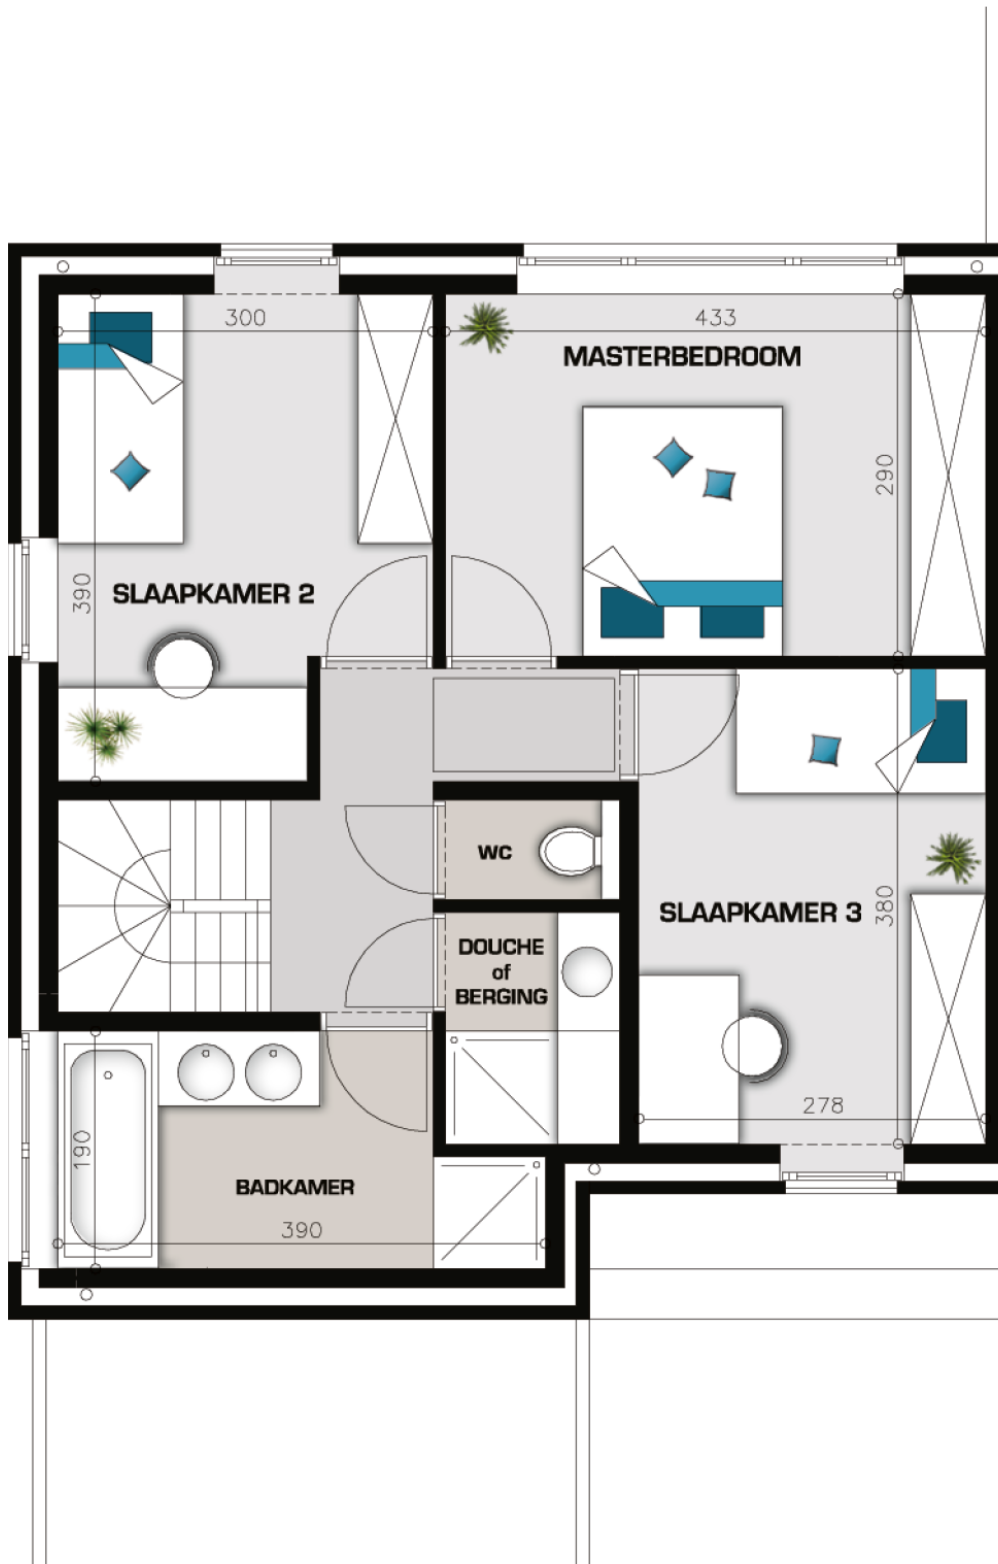 300
433
MASTERBEDROOM
290
390
SLAAPKAMER 2
WC
SLAAPKAMER 3
380
DOUCHE
of
BERGING
278
190
BADKAMER
390